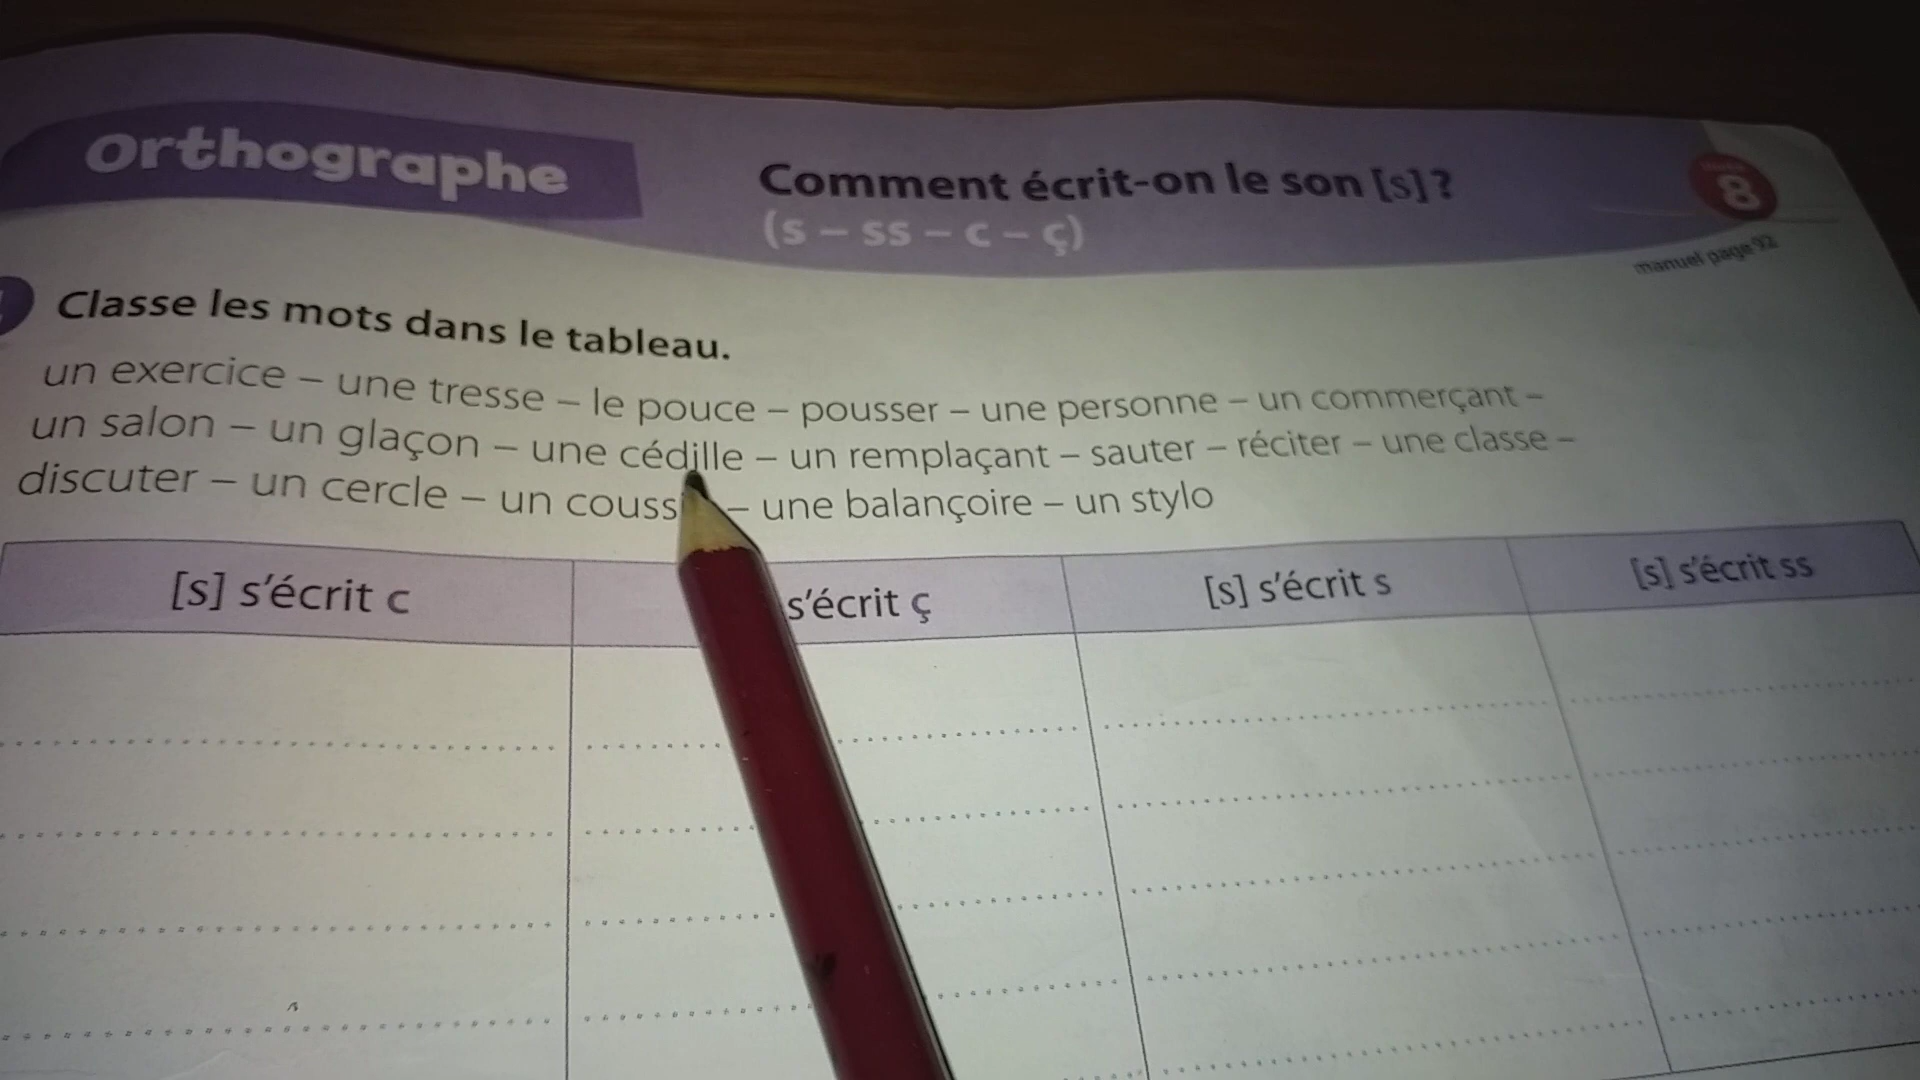 Orthographe
Comment écrit-on le son [s] ?
(s – ss – c – ç)
8
manuel page 92
Classe les mots dans le tableau.
un exercice – une tresse – le pouce – pousser – une personne – un commerçant –
un salon – un glaçon – une cédille – un remplaçant – sauter – réciter – une classe –
discuter – un cercle – un couss – une balançoire – un stylo
[s] s'écrit c
s'écrit ç
[s] s'écrit s
[s] s'écrit ss